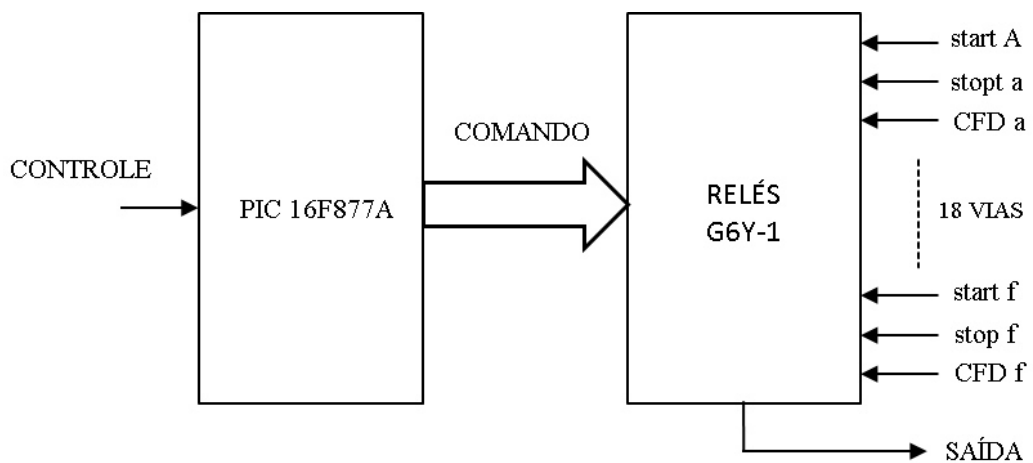 start A
stopt a
CFD a
COMANDO
CONTROLE
PIC 16F877A
RELÉS
G6Y-1
18 VIAS
start f
stop f
CFD f
SAÍDA